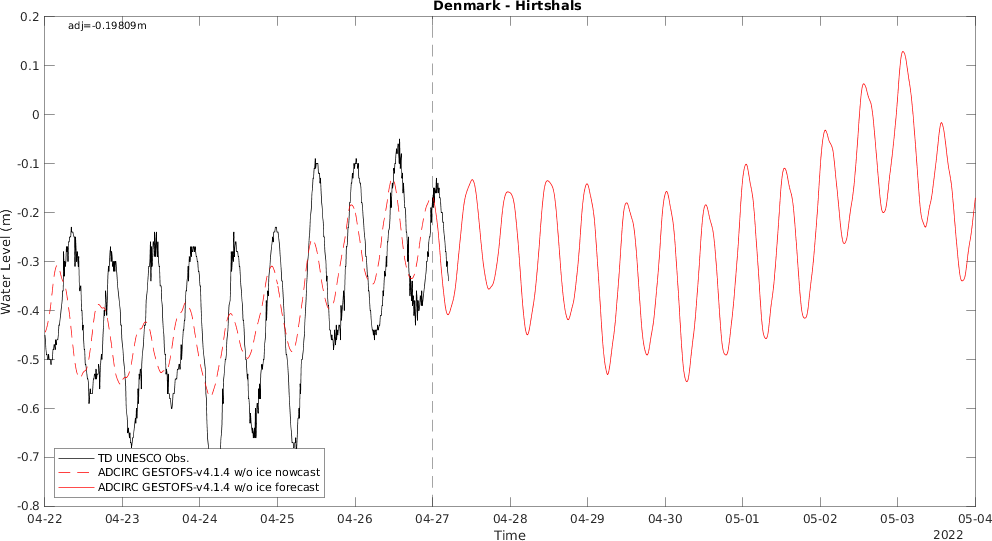 Denmark - Hirtshals
adj=-0.19809m
0.2
0.1
0
-0.1
-0.2
-0.3
-0.4
-0.5
-0.6
-0.7
-0.8
Water Level (m)
TD UNESCO Obs.
ADCIRC GESTOFS-v4.1.4 w/o ice nowcast
ADCIRC GESTOFS-v4.1.4 w/o ice forecast
04-22 04-23 04-24 04-25 04-26 04-27 04-28 04-29 04-30 05-01 05-02 05-03 05-04
Time
2022